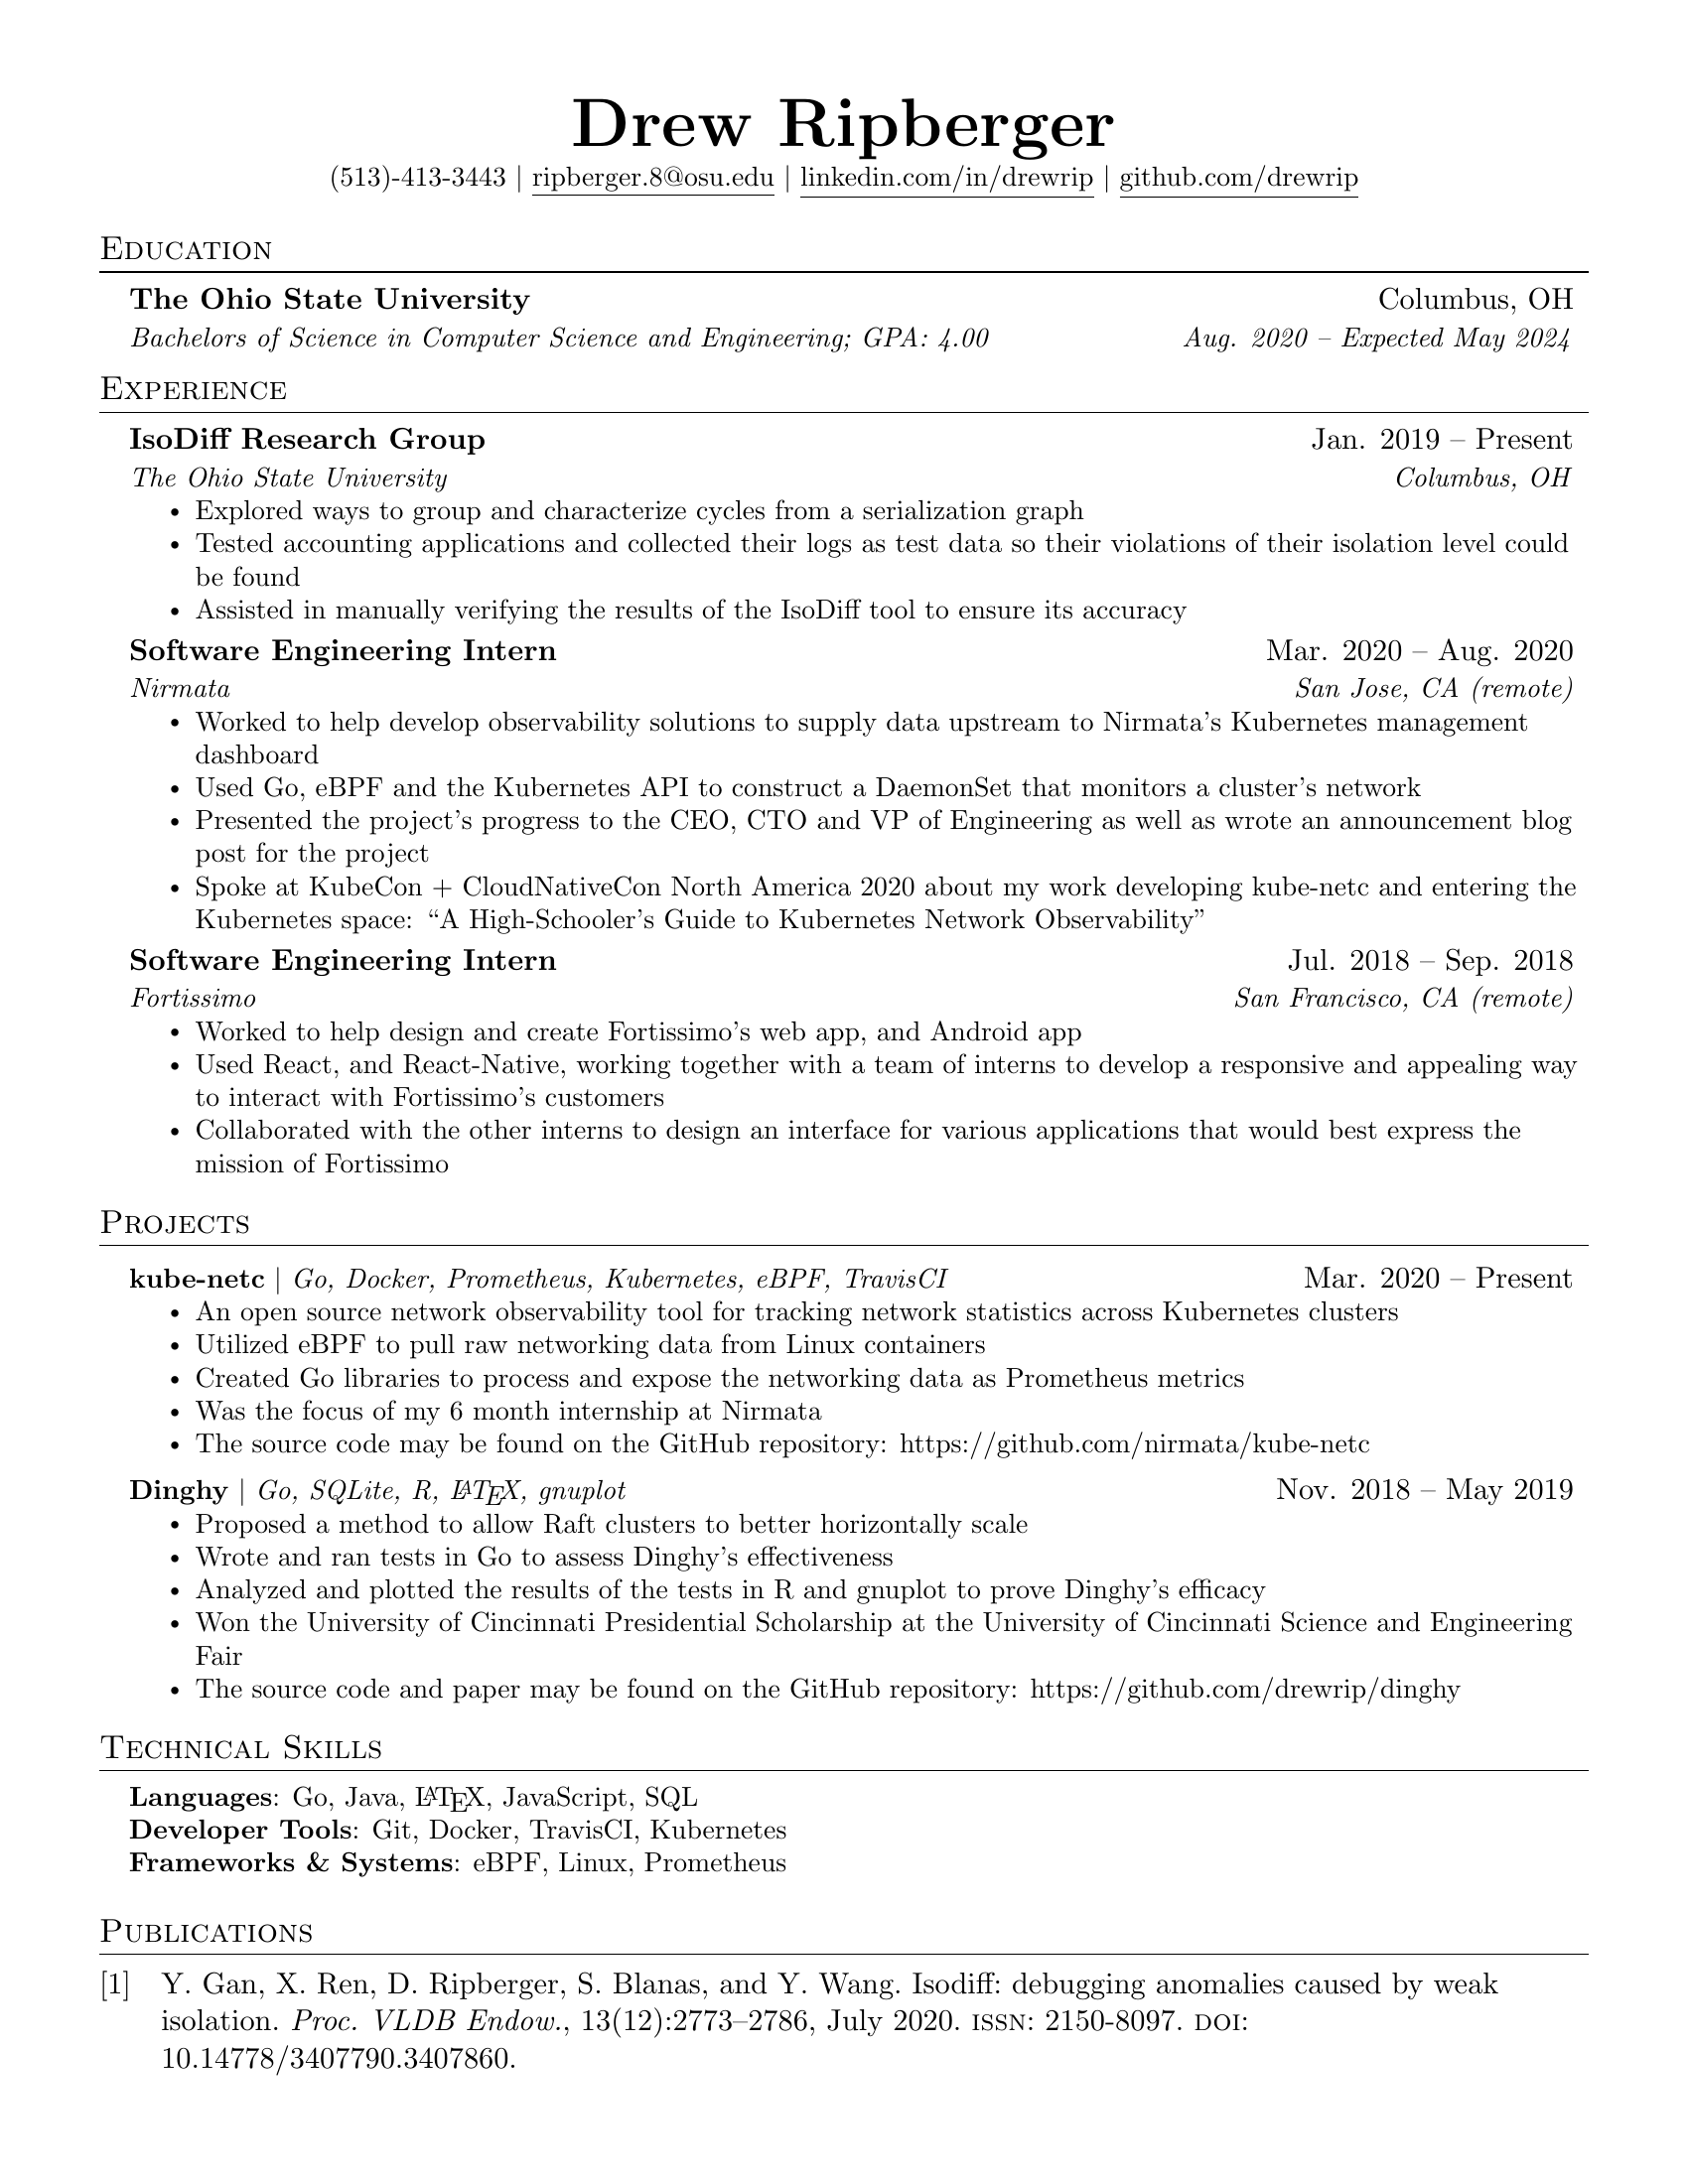 Drew Ripberger
(513)-413-3443 | ripberger.8@osu.edu | linkedin.com/in/drewrip | github.com/drewrip
Education
The Ohio State University Columbus, OH
Bachelors of Science in Computer Science and Engineering; GPA: 4.00 Aug. 2020 – Expected May 2024
Experience
IsoDiff Research Group Jan. 2019 – Present
The Ohio State University Columbus, OH
• Explored ways to group and characterize cycles from a serialization graph
• Tested accounting applications and collected their logs as test data so their violations of their isolation level could
be found
• Assisted in manually verifying the results of the IsoDiff tool to ensure its accuracy
Software Engineering Intern Mar. 2020 – Aug. 2020
Nirmata San Jose, CA (remote)
• Worked to help develop observability solutions to supply data upstream to Nirmata's Kubernetes management
dashboard
• Used Go, eBPF and the Kubernetes API to construct a DaemonSet that monitors a cluster's network
• Presented the project's progress to the CEO, CTO and VP of Engineering as well as wrote an announcement blog
post for the project
• Spoke at KubeCon + CloudNativeCon North America 2020 about my work developing kube-netc and entering the
Kubernetes space: “A High-Schooler's Guide to Kubernetes Network Observability”
Software Engineering Intern Jul. 2018 – Sep. 2018
Fortissimo San Francisco, CA (remote)
• Worked to help design and create Fortissimo's web app, and Android app
• Used React, and React-Native, working together with a team of interns to develop a responsive and appealing way
to interact with Fortissimo's customers
• Collaborated with the other interns to design an interface for various applications that would best express the
mission of Fortissimo
Projects
kube-netc | Go, Docker, Prometheus, Kubernetes, eBPF, TravisCI Mar. 2020 – Present
• An open source network observability tool for tracking network statistics across Kubernetes clusters
• Utilized eBPF to pull raw networking data from Linux containers
• Created Go libraries to process and expose the networking data as Prometheus metrics
• Was the focus of my 6 month internship at Nirmata
• The source code may be found on the GitHub repository: https://github.com/nirmata/kube-netc
Dinghy | Go, SQLite, R, LATEX, gnuplot Nov. 2018 – May 2019
• Proposed a method to allow Raft clusters to better horizontally scale
• Wrote and ran tests in Go to assess Dinghy's effectiveness
• Analyzed and plotted the results of the tests in R and gnuplot to prove Dinghy's efficacy
• Won the University of Cincinnati Presidential Scholarship at the University of Cincinnati Science and Engineering
Fair
• The source code and paper may be found on the GitHub repository: https://github.com/drewrip/dinghy
Technical Skills
Languages: Go, Java, LATEX, JavaScript, SQL
Developer Tools: Git, Docker, TravisCI, Kubernetes
Frameworks & Systems: eBPF, Linux, Prometheus
Publications
[1] Y. Gan, X. Ren, D. Ripberger, S. Blanas, and Y. Wang. Isodiff: debugging anomalies caused by weak
isolation. Proc. VLDB Endow., 13(12):2773–2786, July 2020. issn: 2150-8097. doi:
10.14778/3407790.3407860.